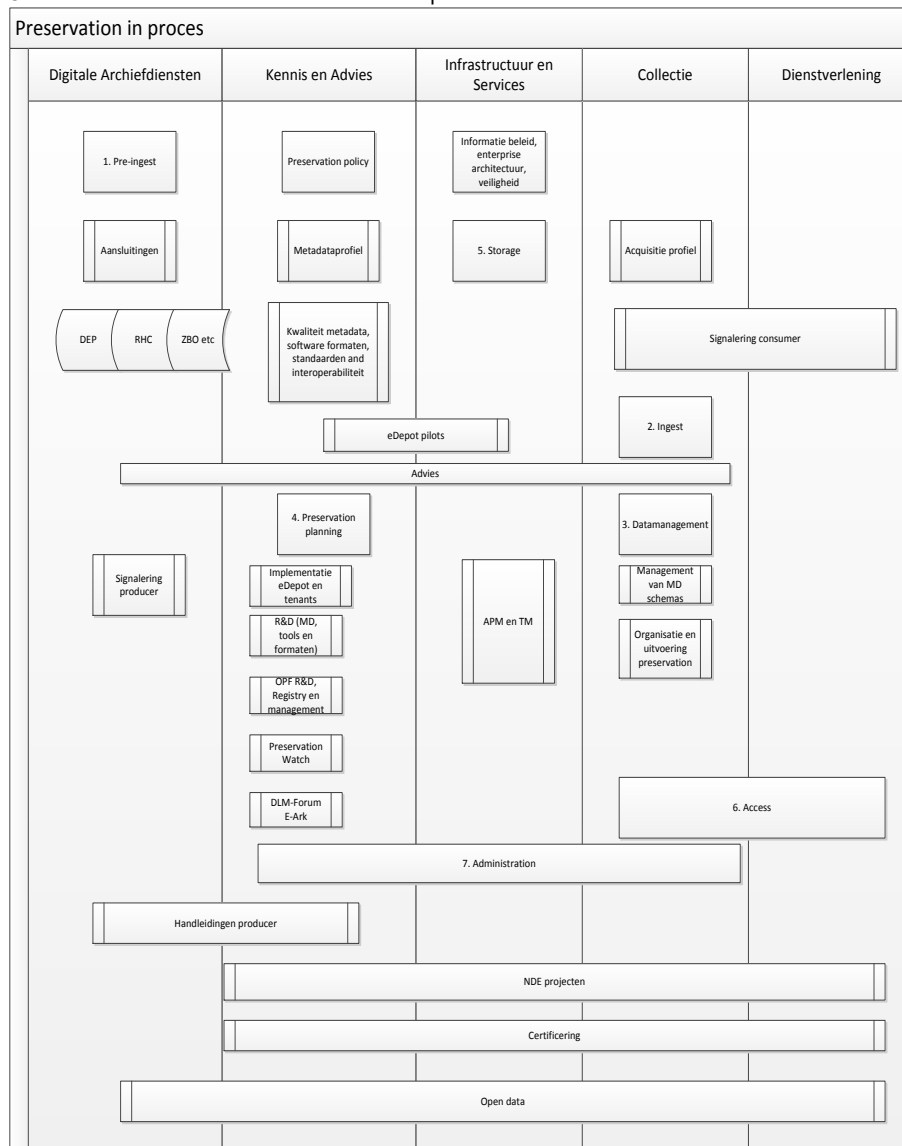 Preservation in proces
Digitale Archiefdiensten
Kennis en Advies
Infrastructuur en
Services
Collectie
Dienstverlening
1. Pre-ingest
Preservation policy
Informatie beleid,
enterprise
architectuur,
veiligheid
Aansluitingen
Metadataprofiel
5. Storage
Acquisitie profiel
DEP
RHC
ZBO etc
Kwaliteit metadata,
software formaten,
standaarden and
interoperabiliteit
Signalering consumer
eDepot pilots
2. Ingest
Advies
4. Preservation
planning
3. Datamanagement
Signalering
producer
Implementatie
eDepot en
tenants
APM en TM
Management
van MD
schemas
R&D (MD,
tools en
formaten)
Organisatie en
uitvoering
preservation
OPF R&D,
Registry en
management
Preservation
Watch
DLM-Forum
E-Ark
6. Access
7. Administration
Handleidingen producer
NDE projecten
Certificering
Open data